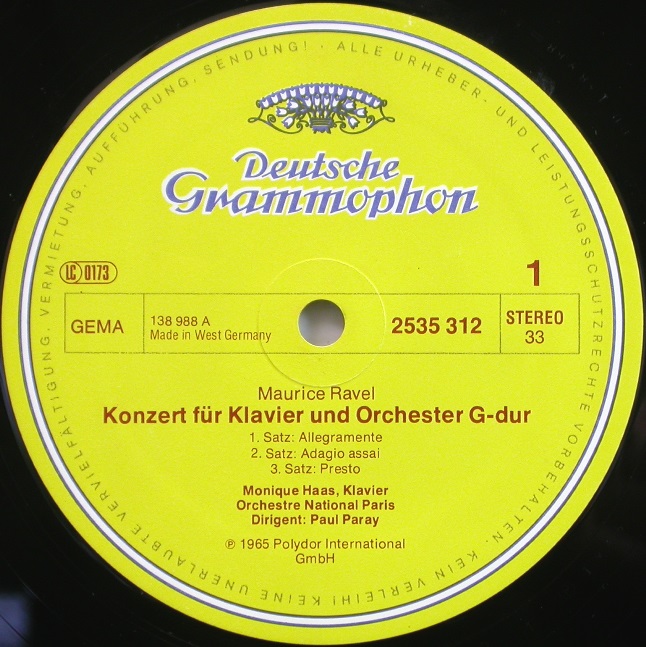 ALLE URHEBER- UND LEISTUNGSSCHUTZRECHTE VORBEHALTEN. KEIN VERLEIH! KEINE UNERLAUBTE VERVIELFÄLTIGUNG, VERMIETUNG, AUFFÜHRUNG, SENDUNG! ·
Deutsche
Grammophon
LC 0173
1
GEMA
138 988 A
Made in West Germany
2535 312
STEREO
33
Maurice Ravel
Konzert für Klavier und Orchester G-dur
1. Satz: Allegramente
2. Satz: Adagio assai
3. Satz: Presto
Monique Haas, Klavier
Orchestre National Paris
Dirigent: Paul Paray
℗ 1965 Polydor International
GmbH